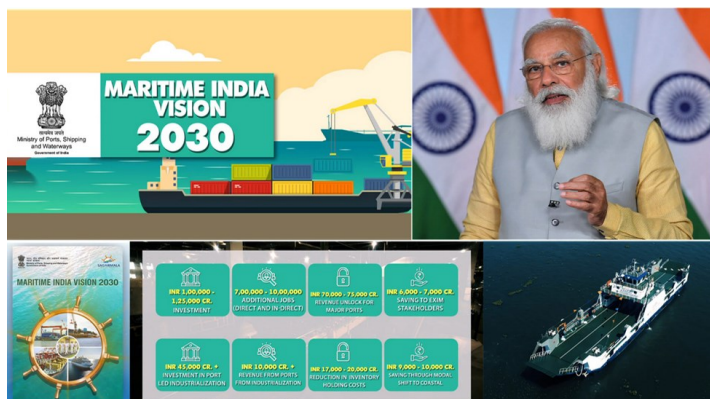 MARITIME INDIA
VISION
2030
Ministry of Ports, Shipping
and Waterways
Government of India
MARITIME INDIA VISION 2030
INR 1,00,000 -
1,25,000 CR.
INVESTMENT
7,00,000 - 10,00,000
ADDITIONAL JOBS
(DIRECT AND IN-DIRECT)
INR 70,000 - 75,000 CR.
REVENUE UNLOCK FOR
MAJOR PORTS
INR 6,000 - 7,000 CR.
SAVING TO EXIM
STAKEHOLDERS
INR 45,000 CR. +
INVESTMENT IN PORT
LED INDUSTRIALIZATION
INR 10,000 CR. +
REVENUE FROM PORTS
FROM INDUSTRIALIZATION
INR 17,000 - 20,000 CR.
REDUCTION IN INVENTORY
HOLDING COSTS
INR 9,000 - 10,000 CR.
SAVING THROUGH MODAL
SHIFT TO COASTAL